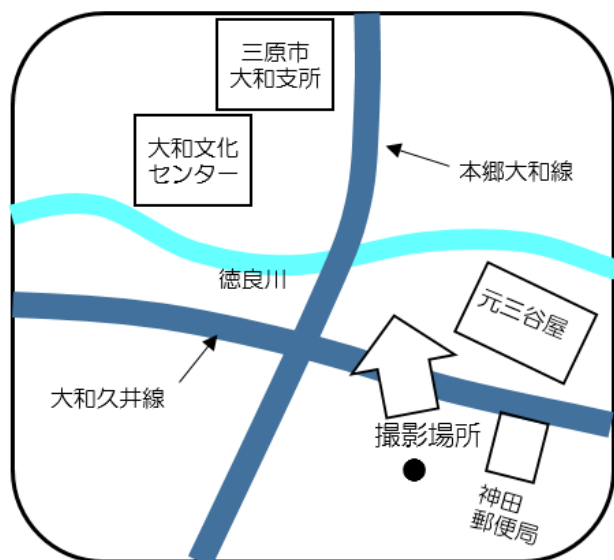 三原市
大和支所
大和文化
センター
本郷大和線
徳良川
元三谷屋
大和久井線
撮影場所
神田
郵便局